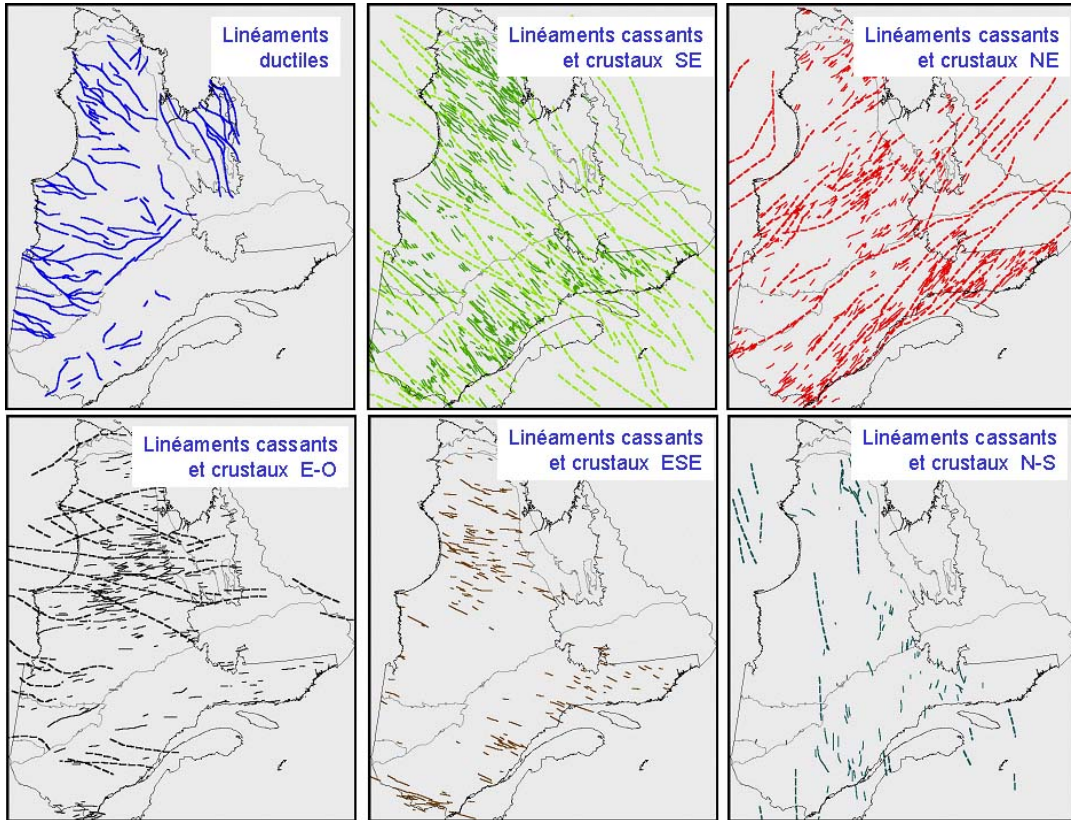 Linéaments
ductiles
Linéaments cassants
et crustaux SE
Linéaments cassants
et crustaux NE
Linéaments cassants
et crustaux E-O
Linéaments cassants
et crustaux ESE
Linéaments cassants
et crustaux N-S